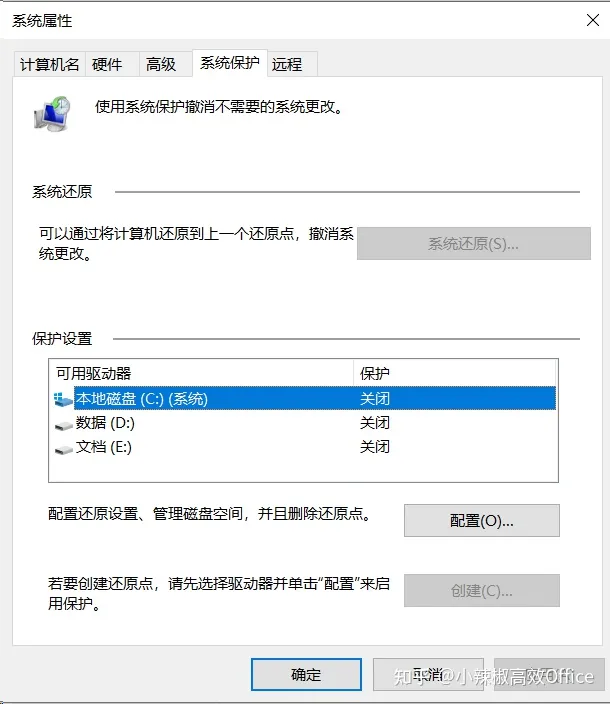 系统属性
计算机名 硬件 高级 系统保护 远程
使用系统保护撤消不需要的系统更改。
系统还原
可以通过将计算机还原到上一个还原点，撤消系
统更改。
系统还原(S)...
保护设置
可用驱动器 保护
本地磁盘 (C:) (系统) 关闭
数据 (D:) 关闭
文档 (E:) 关闭
配置还原设置、管理磁盘空间，并且删除还原点。
配置(O)...
若要创建还原点，请先选择驱动器并单击“配置”来启
用保护。
创建(C)...
确定 取消
知乎 @小辣椒高效Office